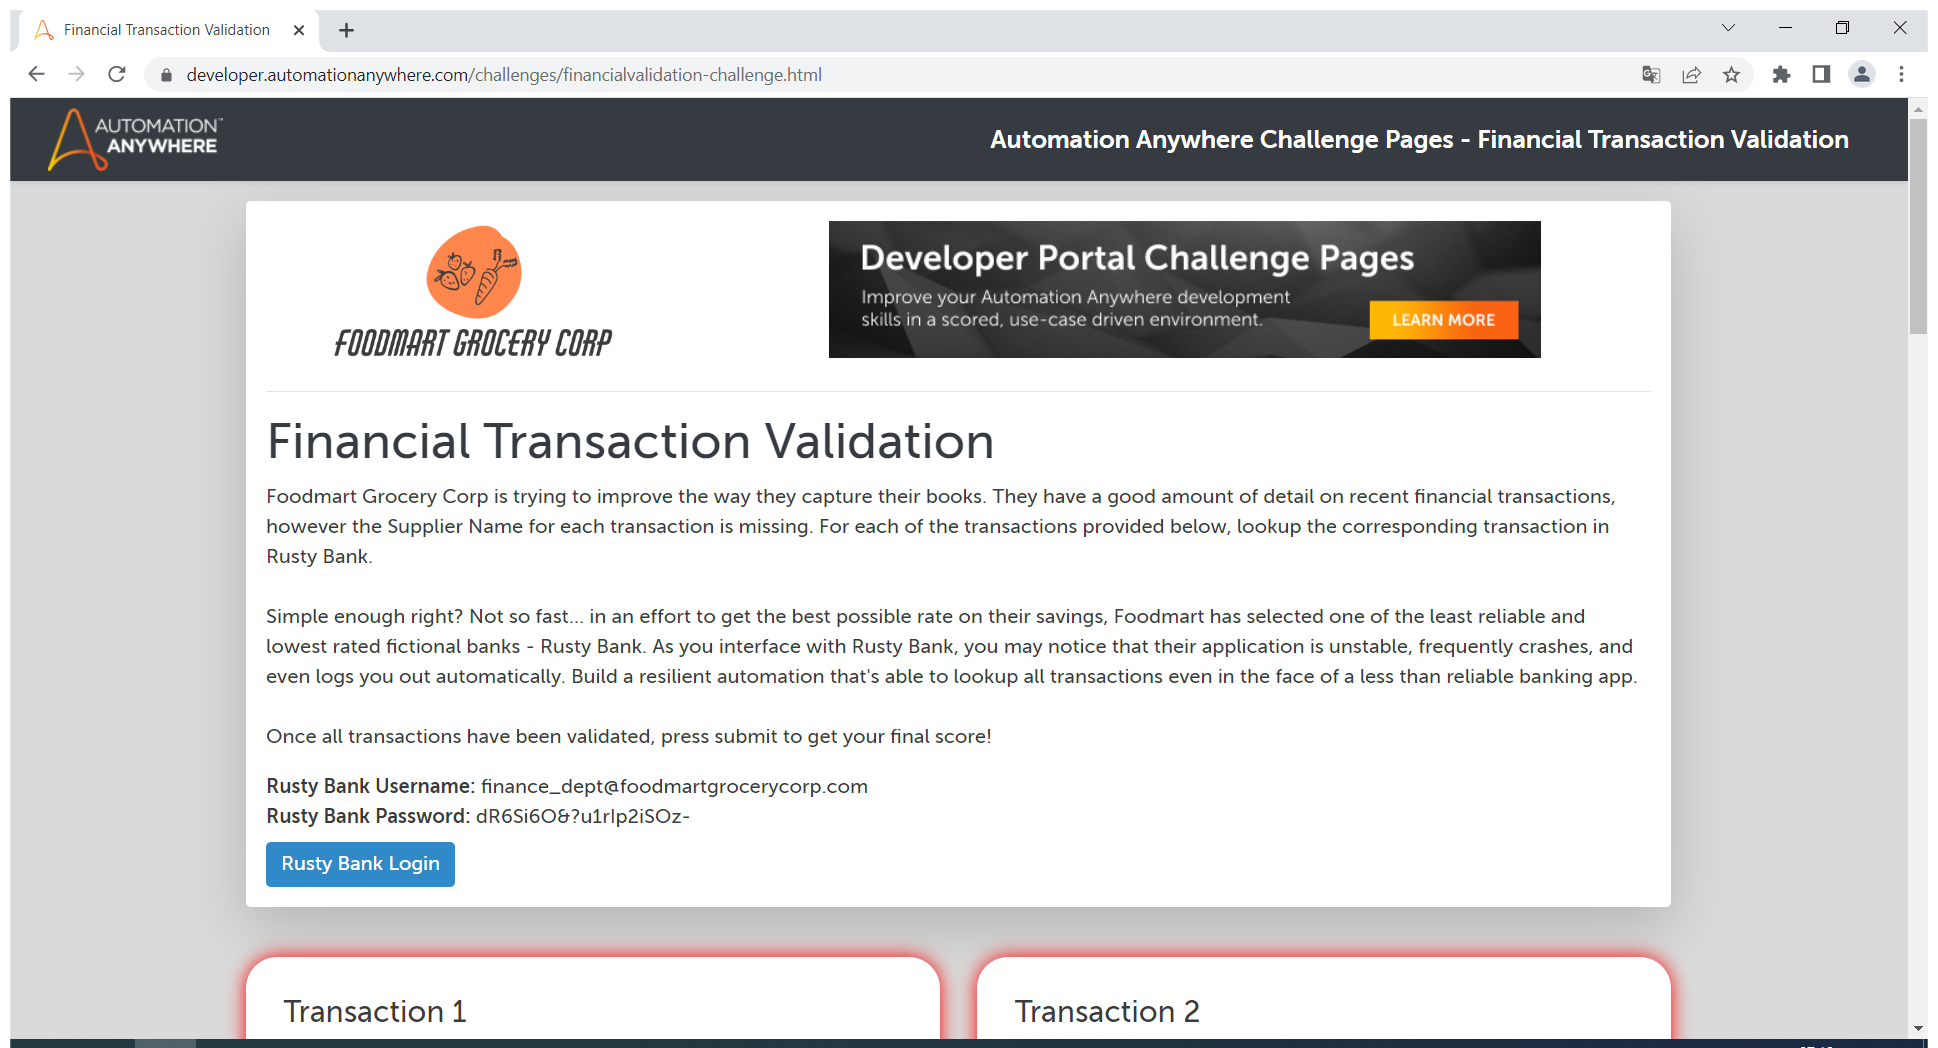 Financial Transaction Validation
developer.automationanywhere.com/challenges/financialvalidation-challenge.html
AUTOMATION
ANYWHERE
Automation Anywhere Challenge Pages - Financial Transaction Validation
FOODMART GROCERY CORP
Developer Portal Challenge Pages
Improve your Automation Anywhere development
skills in a scored, use-case driven environment.
LEARN MORE
Financial Transaction Validation
Foodmart Grocery Corp is trying to improve the way they capture their books. They have a good amount of detail on recent financial transactions,
however the Supplier Name for each transaction is missing. For each of the transactions provided below, lookup the corresponding transaction in
Rusty Bank.
Simple enough right? Not so fast... in an effort to get the best possible rate on their savings, Foodmart has selected one of the least reliable and
lowest rated fictional banks - Rusty Bank. As you interface with Rusty Bank, you may notice that their application is unstable, frequently crashes, and
even logs you out automatically. Build a resilient automation that's able to lookup all transactions even in the face of a less than reliable banking app.
Once all transactions have been validated, press submit to get your final score!
Rusty Bank Username: finance_dept@foodmartgrocerycorp.com
Rusty Bank Password: dR6Si6O&?u1rIp2iSOz-
Rusty Bank Login
Transaction 1
Transaction 2